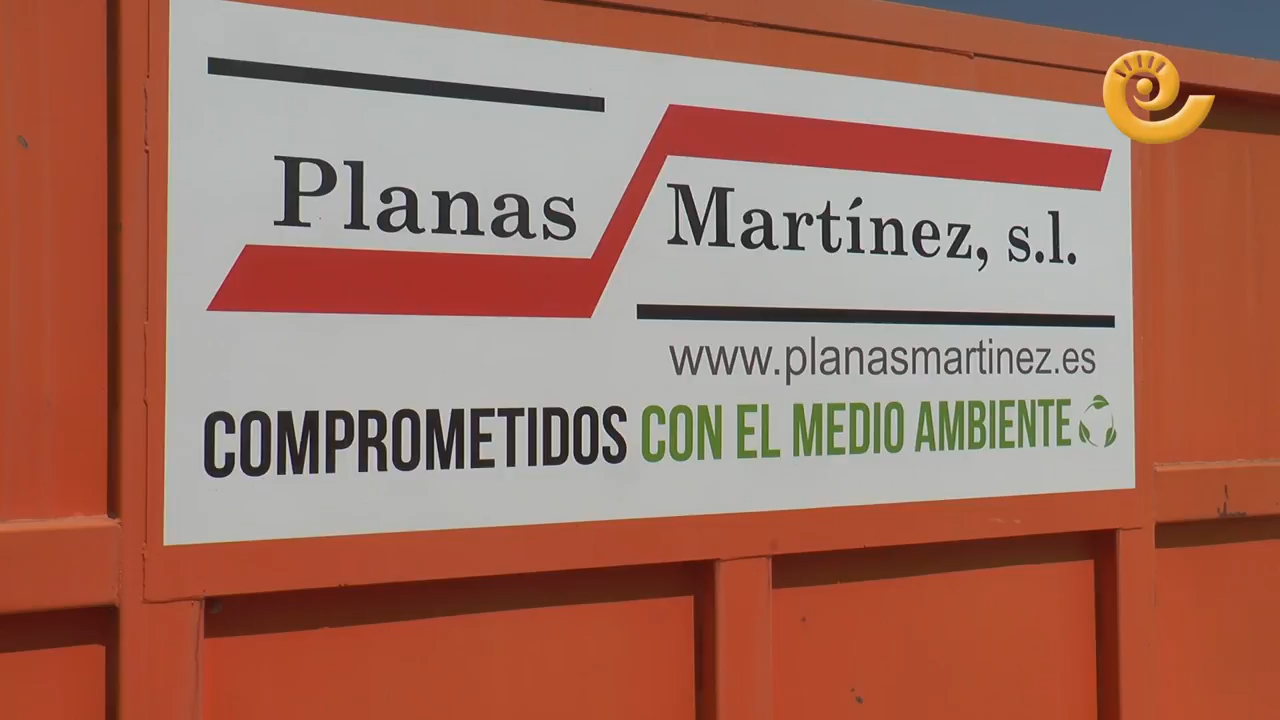 Planas Martínez, s.l.
www.planasmartinez.es
COMPROMETIDOS CON EL MEDIO AMBIENTE